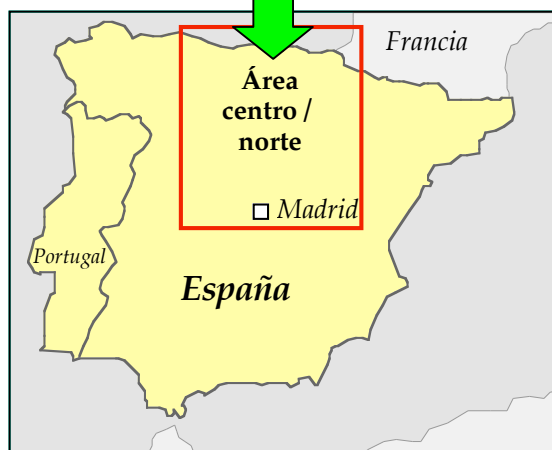 Francia
Área
centro /
norte
Madrid
Portugal
España